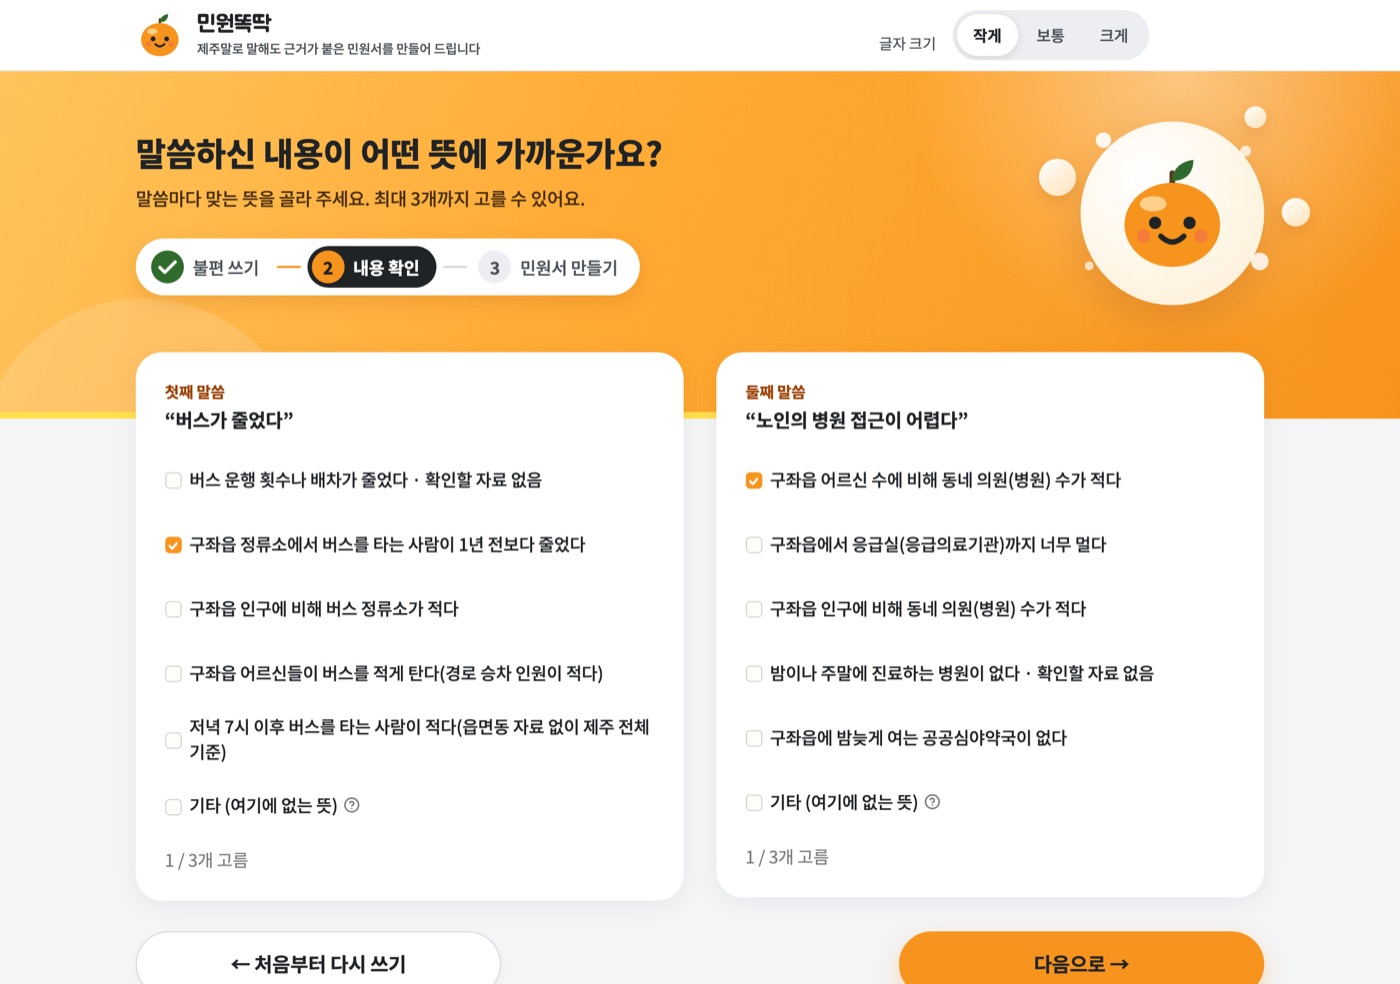 민원똑딱
제주말로 말해도 근거가 붙은 민원서를 만들어 드립니다
글자 크기
작게
보통
크게
말씀하신 내용이 어떤 뜻에 가까운가요?
말씀마다 맞는 뜻을 골라 주세요. 최대 3개까지 고를 수 있어요.
불편 쓰기
2 내용 확인
3 민원서 만들기
첫째 말씀
“버스가 줄었다”
버스 운행 횟수나 배차가 줄었다 · 확인할 자료 없음
구좌읍 정류소에서 버스를 타는 사람이 1년 전보다 줄었다
구좌읍 인구에 비해 버스 정류소가 적다
구좌읍 어르신들이 버스를 적게 탄다(경로 승차 인원이 적다)
저녁 7시 이후 버스를 타는 사람이 적다(읍면동 자료 없이 제주 전체
기준)
기타 (여기에 없는 뜻) ?
1 / 3개 고름
둘째 말씀
“노인의 병원 접근이 어렵다”
구좌읍 어르신 수에 비해 동네 의원(병원) 수가 적다
구좌읍에서 응급실(응급의료기관)까지 너무 멀다
구좌읍 인구에 비해 동네 의원(병원) 수가 적다
밤이나 주말에 진료하는 병원이 없다 · 확인할 자료 없음
구좌읍에 밤늦게 여는 공공심야약국이 없다
기타 (여기에 없는 뜻) ?
1 / 3개 고름
← 처음부터 다시 쓰기
다음으로 →